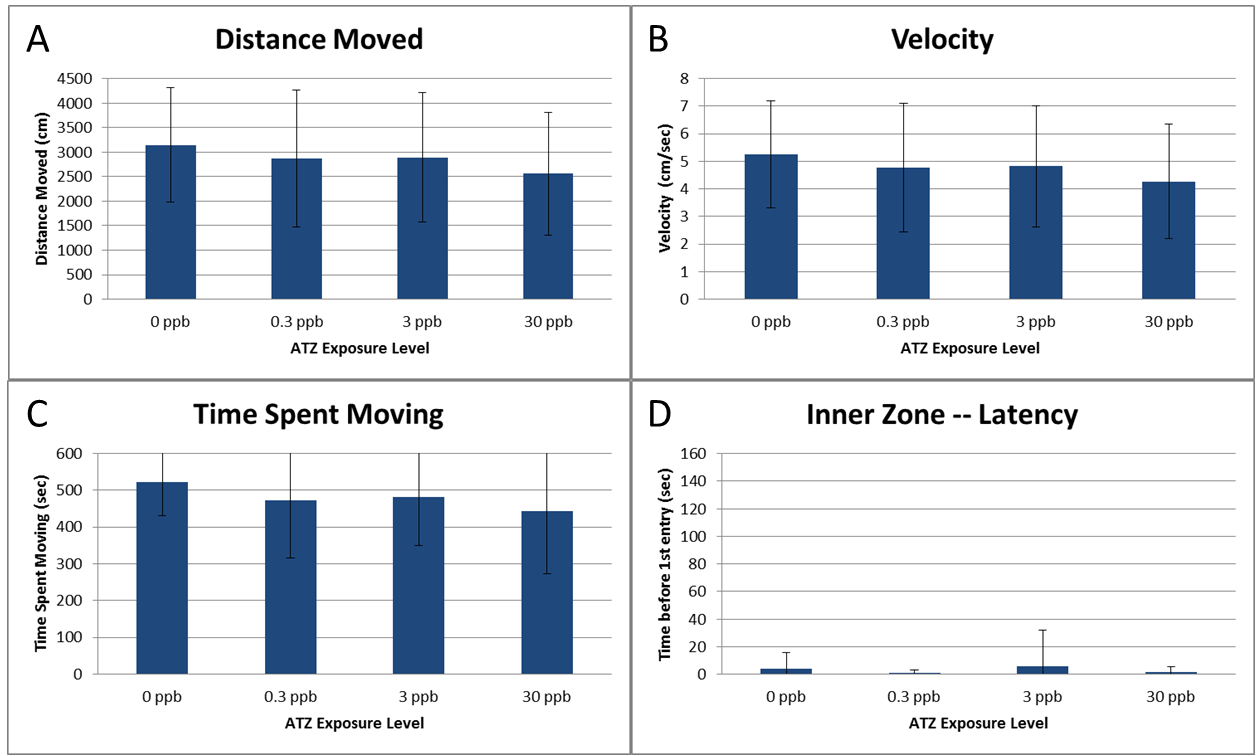 A
Distance Moved
Distance Moved (cm)
4500
4000
3500
3000
2500
2000
1500
1000
500
0
0 ppb 0.3 ppb 3 ppb 30 ppb
ATZ Exposure Level
B
Velocity
Velocity (cm/sec)
8
7
6
5
4
3
2
1
0
0 ppb 0.3 ppb 3 ppb 30 ppb
ATZ Exposure Level
C
Time Spent Moving
Time Spent Moving (sec)
600
500
400
300
200
100
0
0 ppb 0.3 ppb 3 ppb 30 ppb
ATZ Exposure Level
D
Inner Zone -- Latency
Time before 1st entry (sec)
160
140
120
100
80
60
40
20
0
0 ppb 0.3 ppb 3 ppb 30 ppb
ATZ Exposure Level